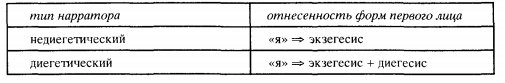 тип нарратора отнесенность форм первого лица
недиегетический «я» ⇒ экзегесис
диегетический «я» ⇒ экзегесис + диегесис